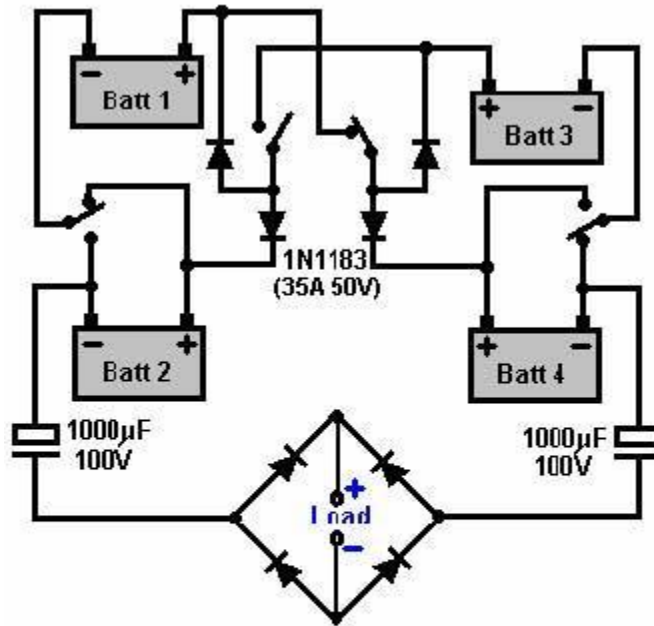 - +
Batt 1
+ -
Batt 3
1N1183
(35A 50V)
- +
Batt 2
+ -
Batt 4
1000µF
100V
1000µF
100V
+
Load
-